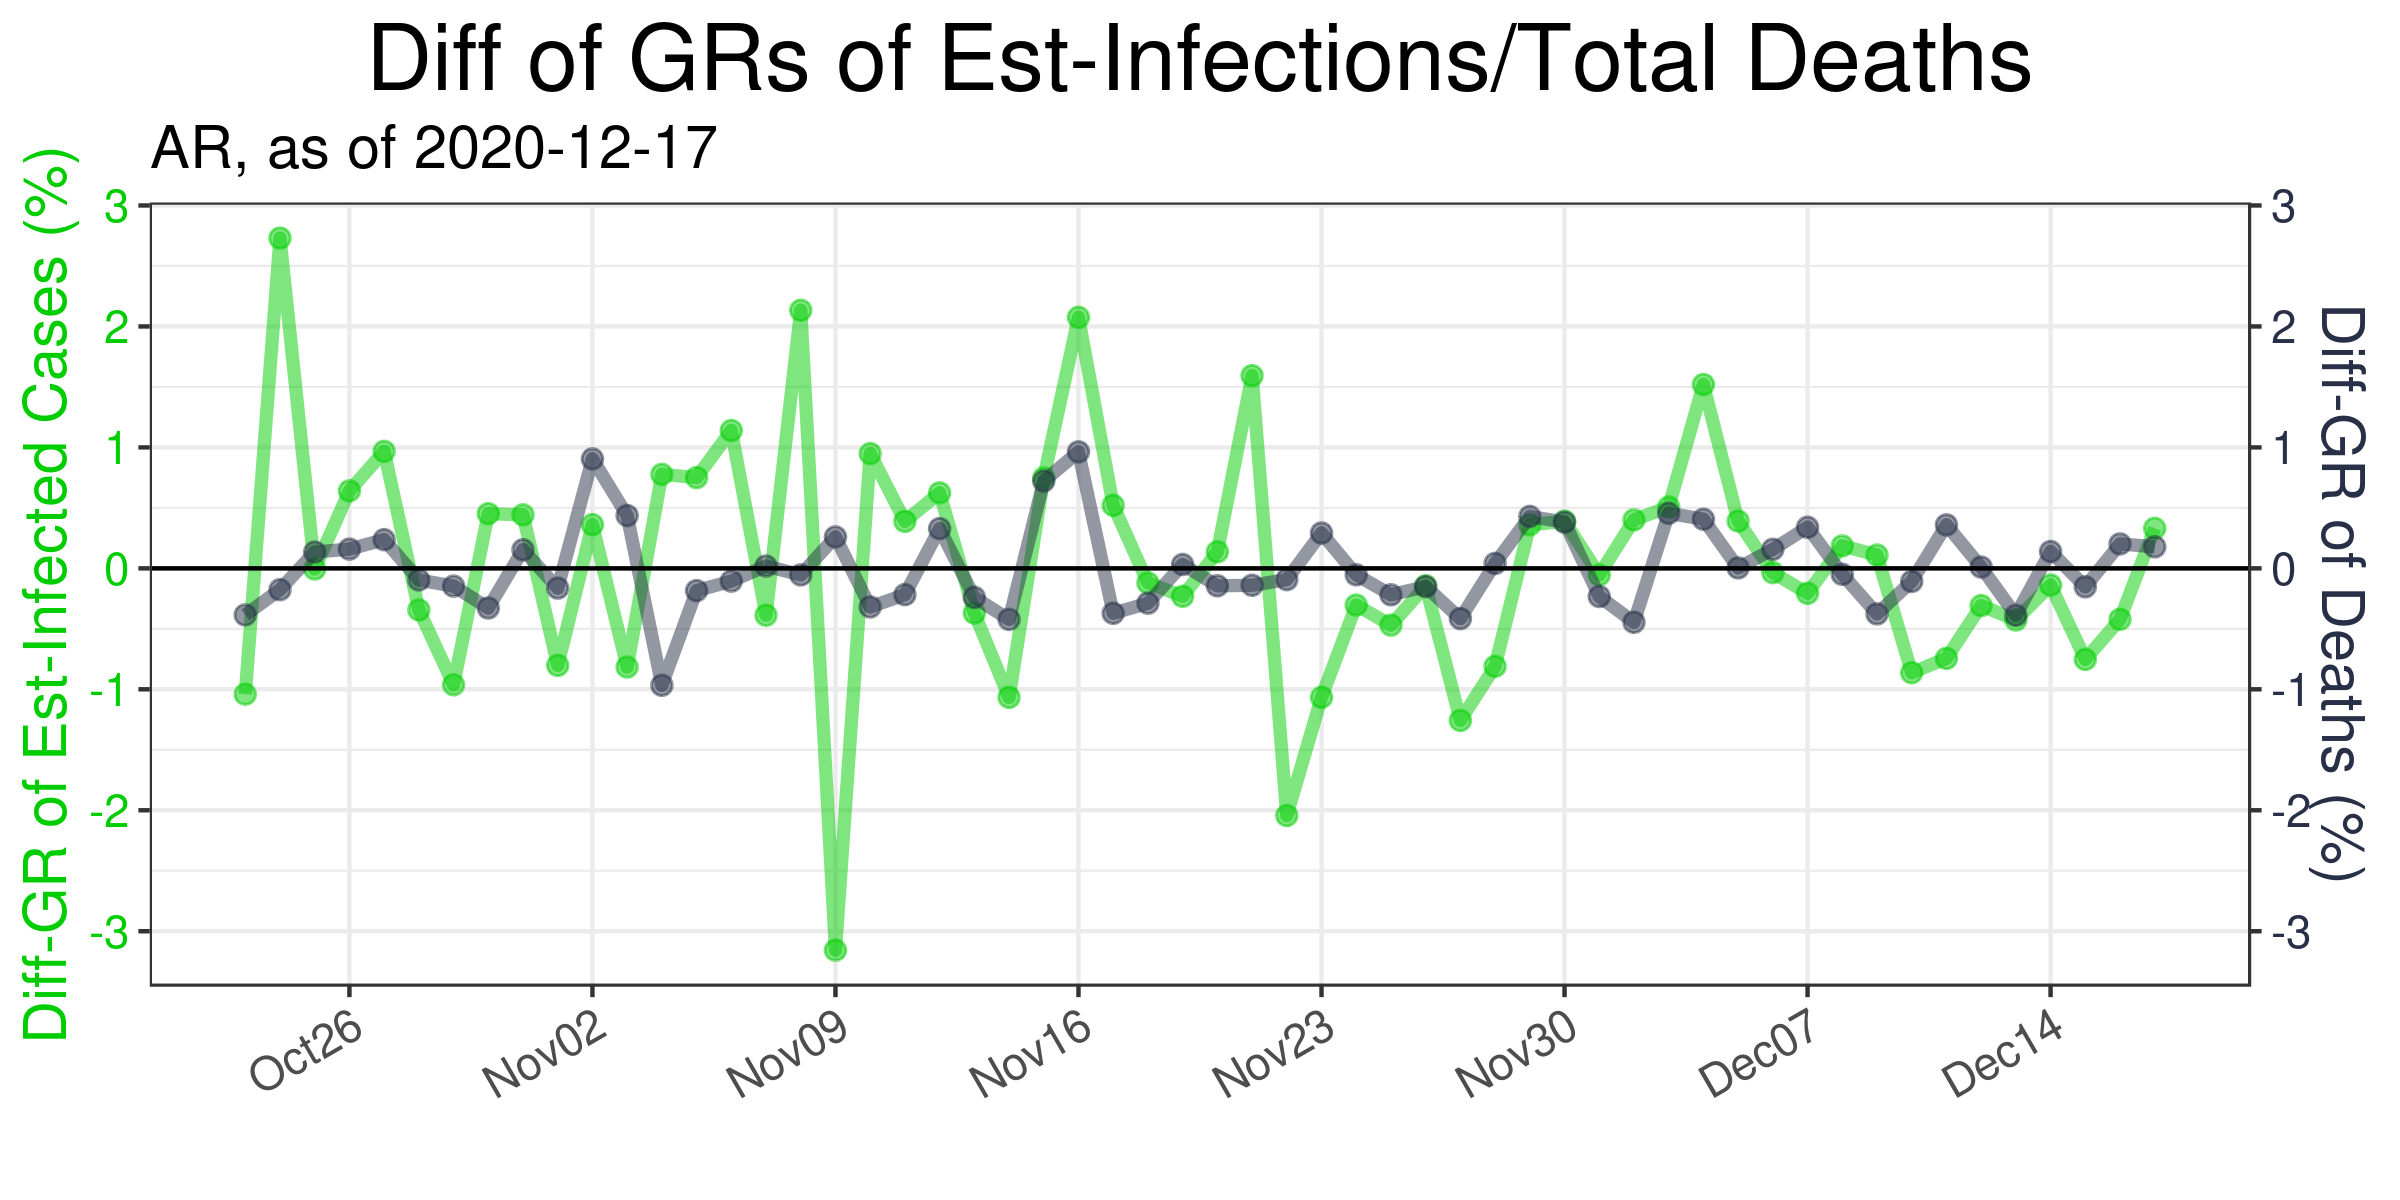 Diff of GRs of Est-Infections/Total Deaths
AR, as of 2020-12-17
Diff-GR of Est-Infected Cases (%)
3
2
1
0
-1
-2
-3
3
2
1
0
-1
-2
-3
Diff-GR of Deaths (%)
Oct26
Nov02
Nov09
Nov16
Nov23
Nov30
Dec07
Dec14